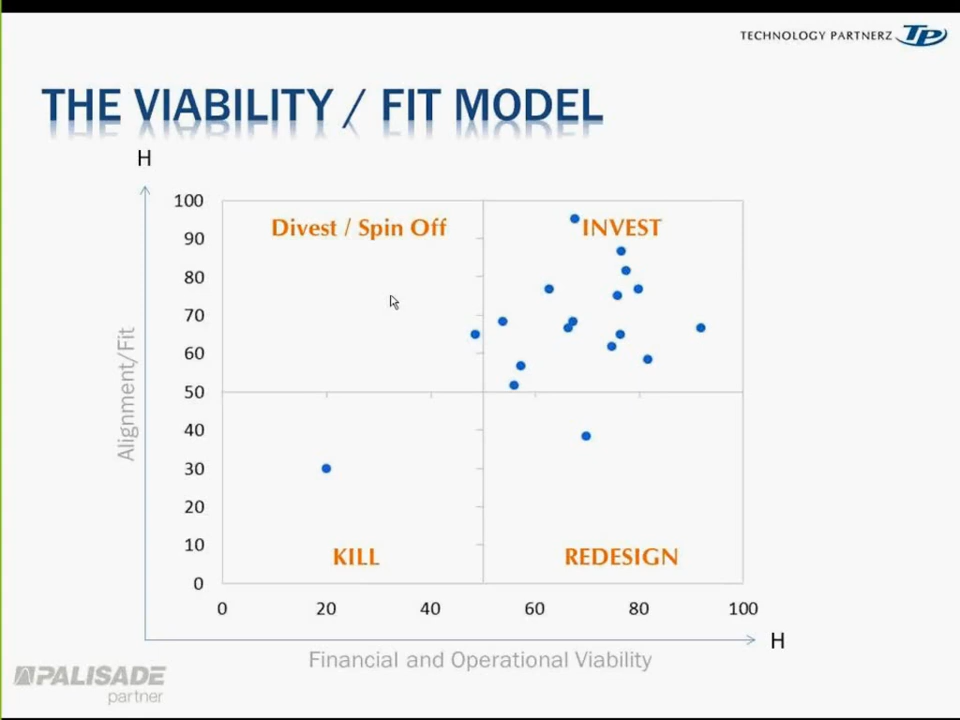 TECHNOLOGY PARTNERZ TP
THE VIABILITY / FIT MODEL
H
100
Divest / Spin Off
INVEST
90
80
70
60
50
40
30
20
10
0
Alignment/Fit
KILL
REDESIGN
0 20 40 60 80 100
H
Financial and Operational Viability
PALISADE
partner